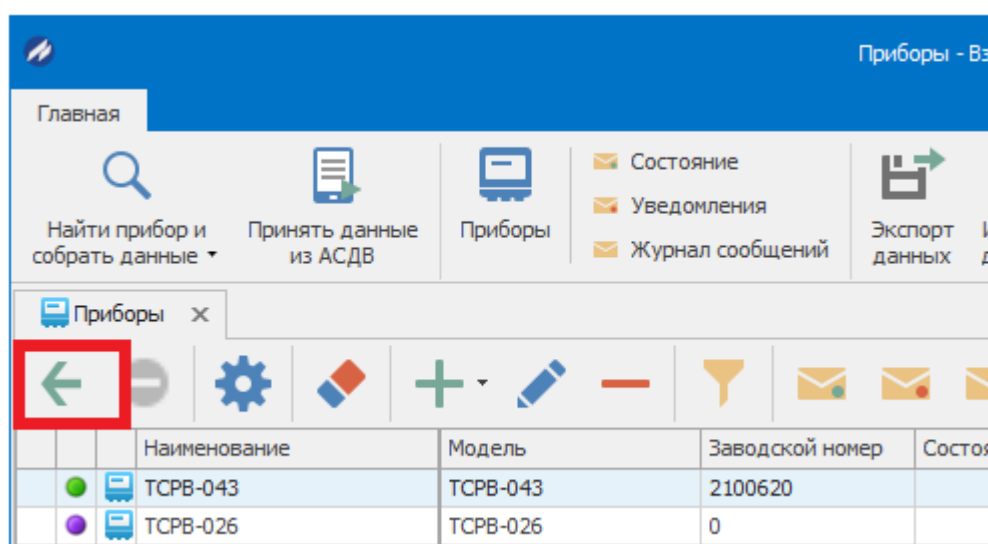 Приборы - Вз
Главная
Найти прибор и
собрать данные
Принять данные
из АСДВ
Приборы
Состояние
Уведомления
Журнал сообщений
Экспорт
данных
Приборы
Наименование Модель Заводской номер Состоя
ТСРВ-043 ТСРВ-043 2100620
ТСРВ-026 ТСРВ-026 0